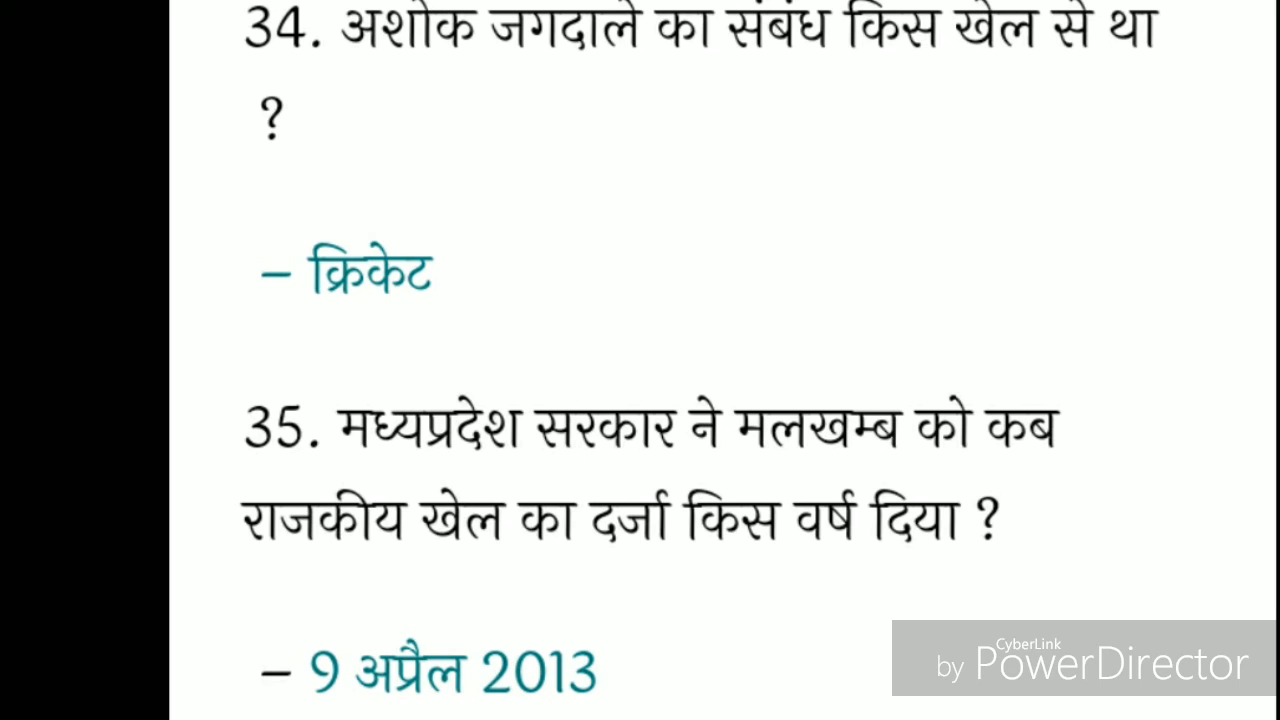 34. अशोक जगदाले का संबंध किस खेल से था
?
– क्रिकेट
35. मध्यप्रदेश सरकार ने मलखम्ब को कब
राजकीय खेल का दर्जा किस वर्ष दिया ?
– 9 अप्रैल 2013
CyberLink
by PowerDirector